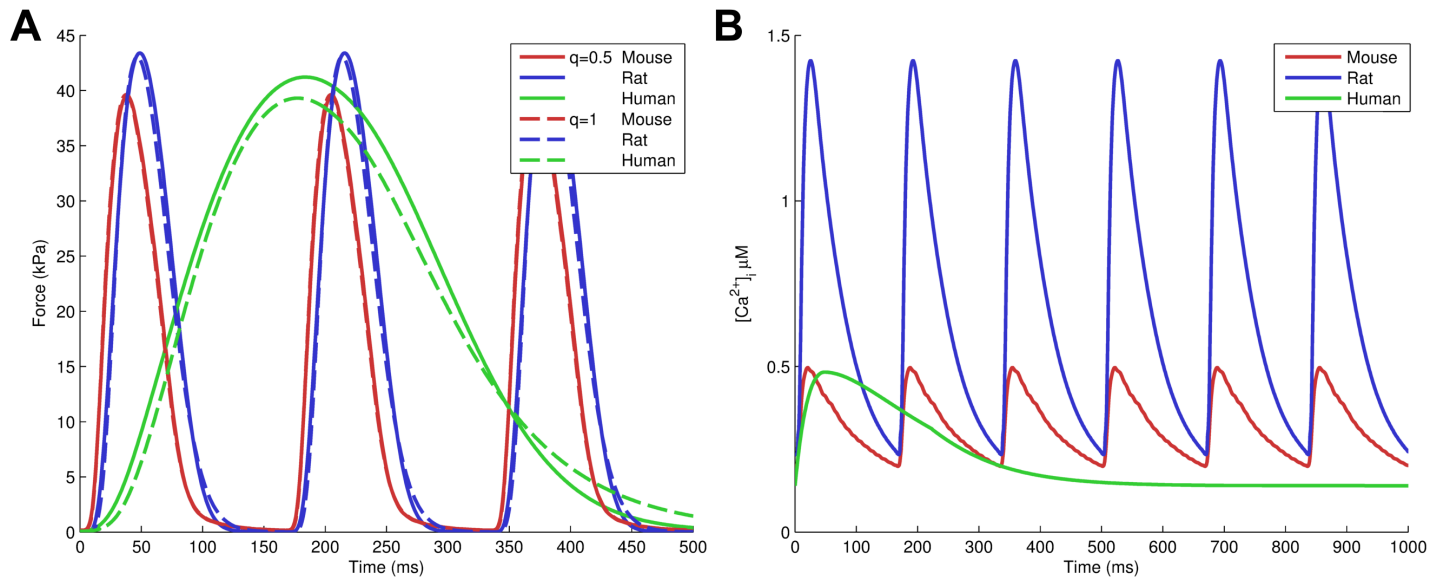 A
45
40
35
30
25
20
15
10
5
0
Force (kPa)
0 50 100 150 200 250 300 350 400 450 500
Time (ms)
q=0.5 Mouse
Rat
Human
q=1 Mouse
Rat
Human
B
1.5
1
0.5
0
[Ca2+]i μM
0 100 200 300 400 500 600 700 800 900 1000
Time (ms)
Mouse
Rat
Human